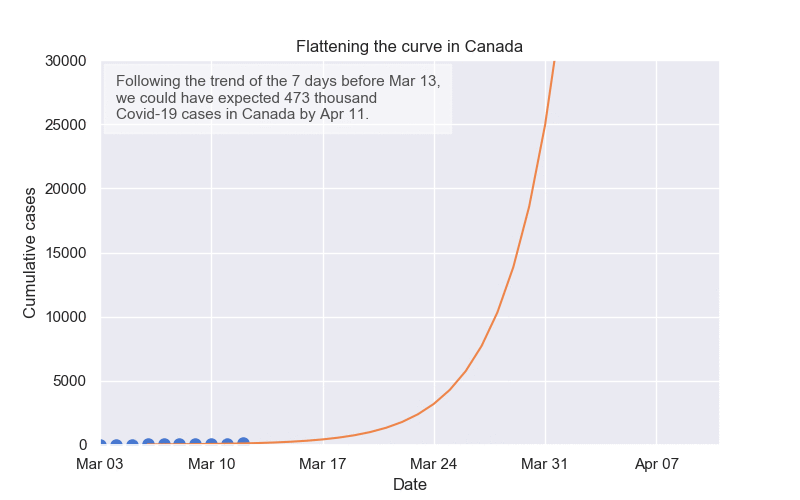 Flattening the curve in Canada
30000
Following the trend of the 7 days before Mar 13,
we could have expected 473 thousand
Covid-19 cases in Canada by Apr 11.
25000
20000
15000
10000
5000
0
Cumulative cases
Mar 03 Mar 10 Mar 17 Mar 24 Mar 31 Apr 07
Date